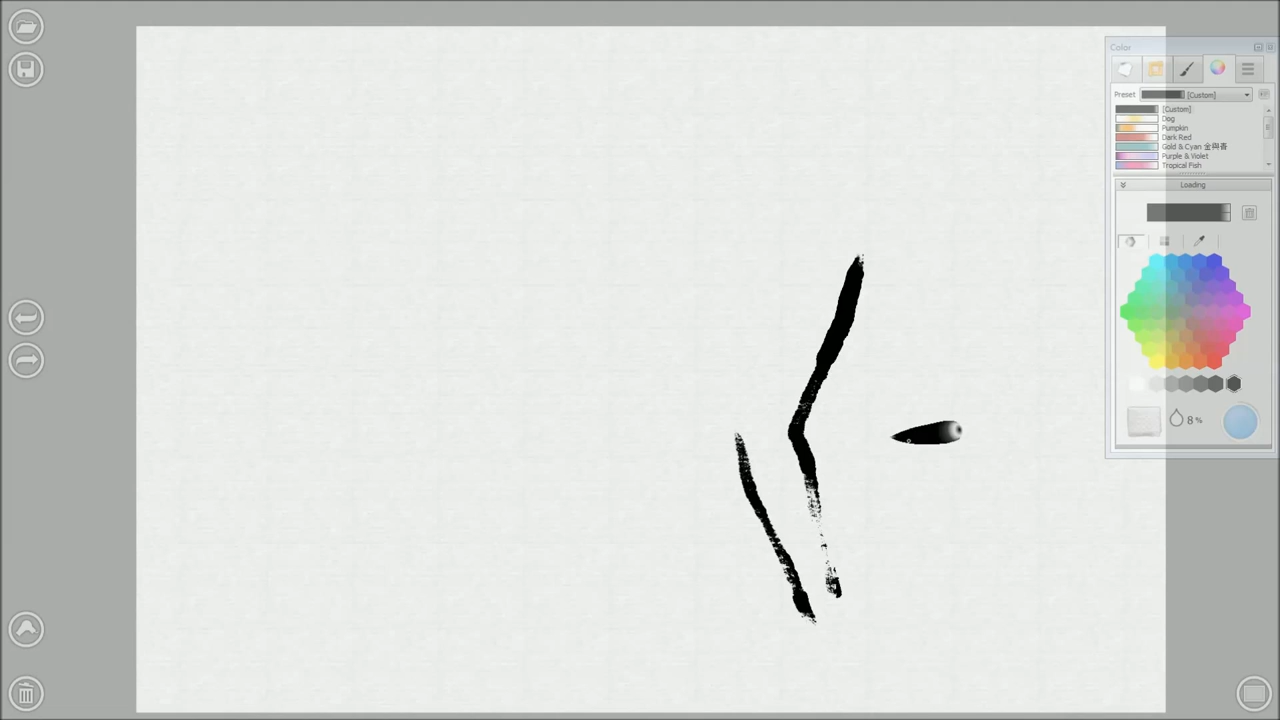 Color
Preset [Custom]
[Custom]
Dog
Pumpkin
Dark Red
Gold & Cyan 金與青
Purple & Violet
Tropical Fish
Loading
8 %